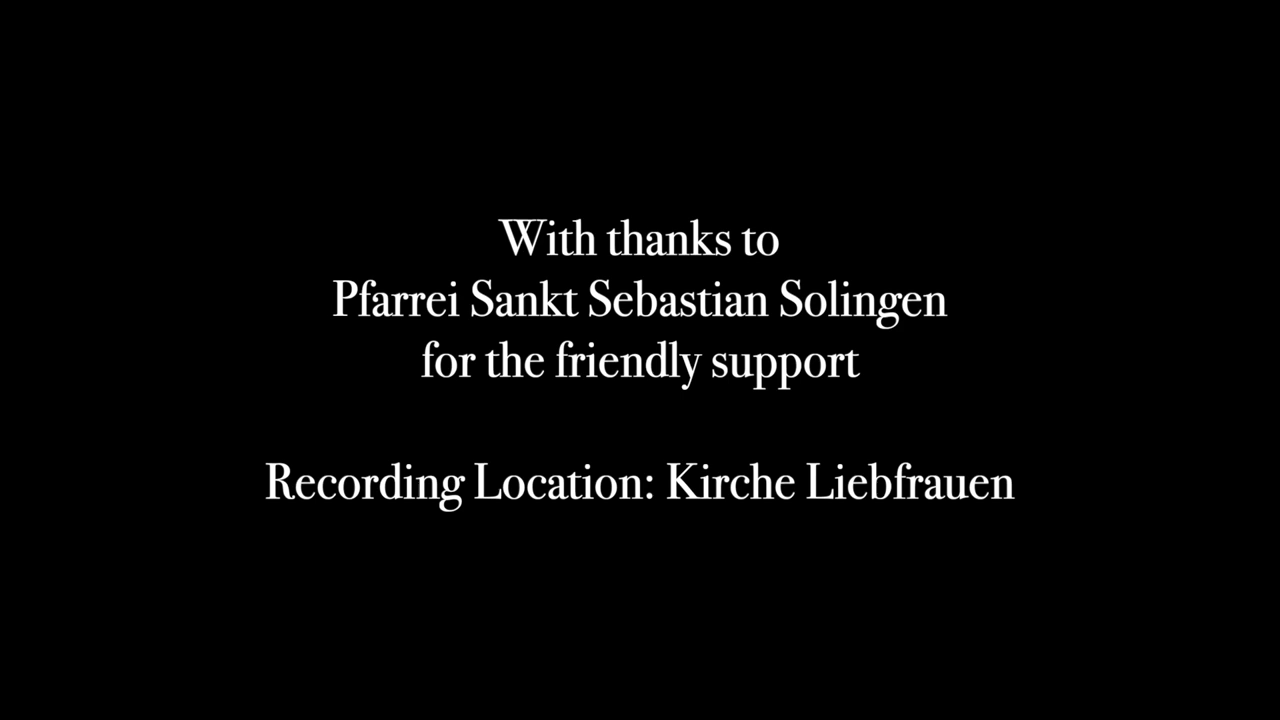 With thanks to
Pfarrei Sankt Sebastian Solingen
for the friendly support
Recording Location: Kirche Liebfrauen